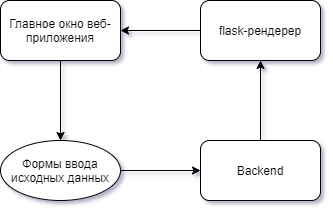 Главное окно веб-
приложения
flask-рендерер
Формы ввода
исходных данных
Backend